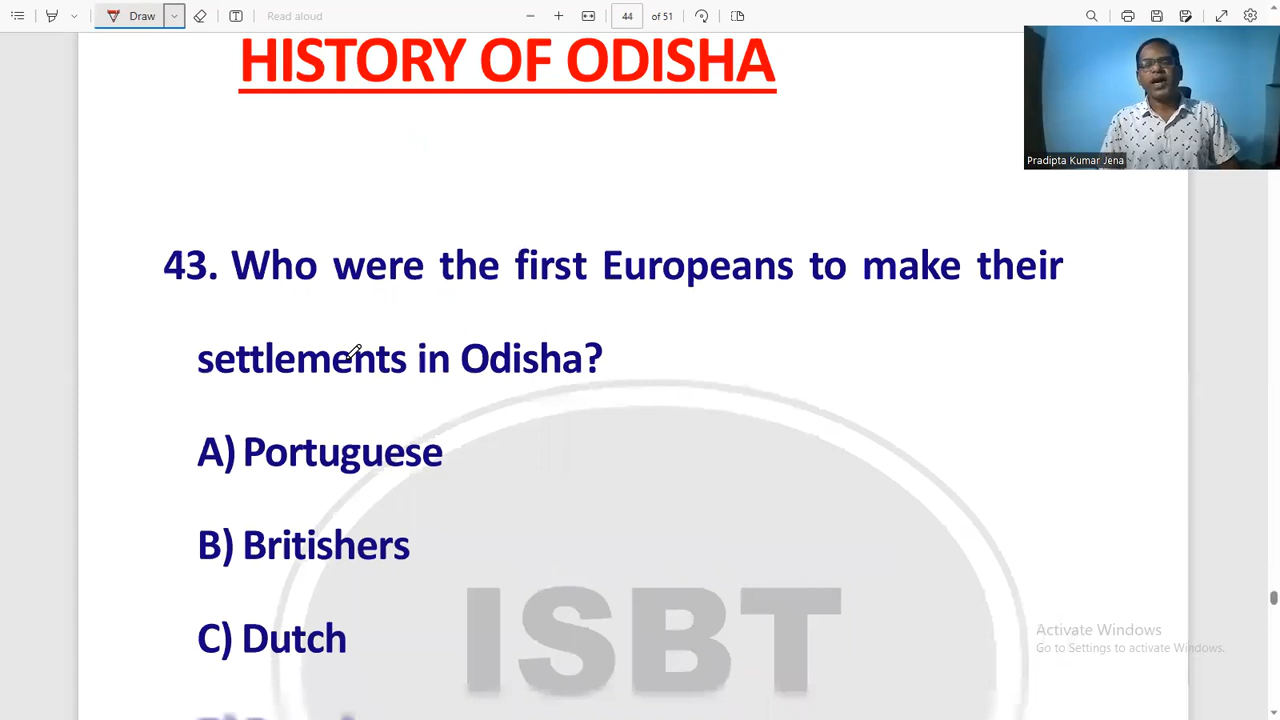 Draw
Read aloud
44 of 51
HISTORY OF ODISHA
Pradipta Kumar Jena
43. Who were the first Europeans to make their
settlements in Odisha?
A) Portuguese
B) Britishers
C) Dutch
ISBT
Activate Windows
Go to Settings to activate Windows.